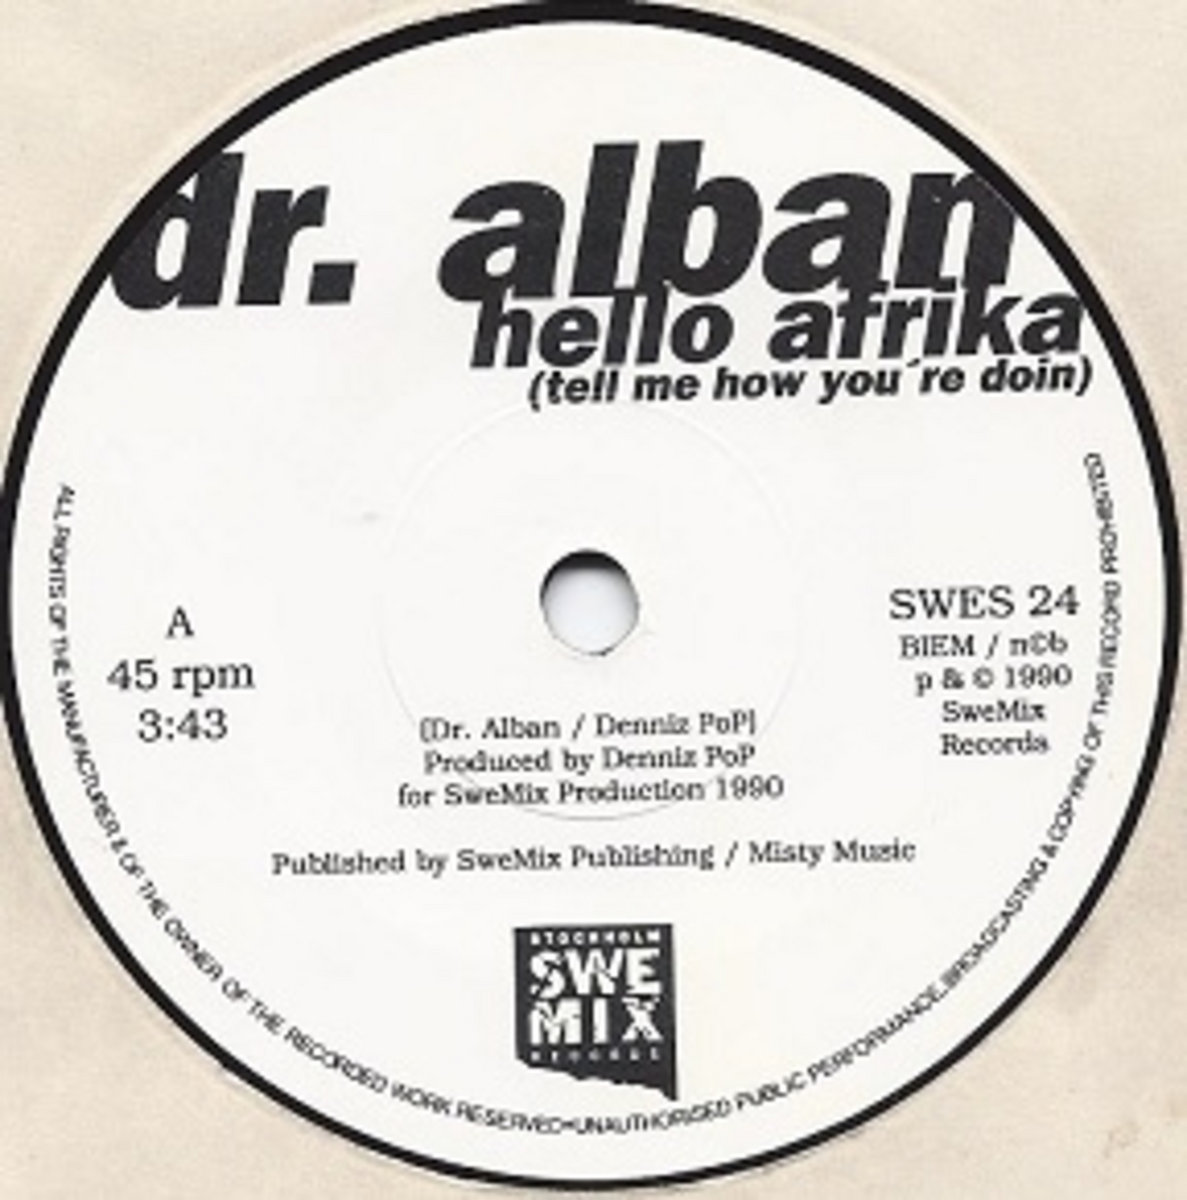 dr. alban
hello afrika
(tell me how you´re doin)
A
45 rpm
3:43
SWES 24
BIEM / n©b
p & © 1990
SweMix
Records
(Dr. Alban / Denniz PoP)
Produced by Denniz PoP
for SweMix Production 1990
Published by SweMix Publishing / Misty Music
STOCKHOLM
SWE
MIX
RECORDS
ALL RIGHTS OF THE MANUFACTURER & OF THE OWNER OF THE RECORDED WORK RESERVED•UNAUTHORISED PUBLIC PERFORMANCE, BROADCASTING & COPYING OF THIS RECORD PROHIBITED